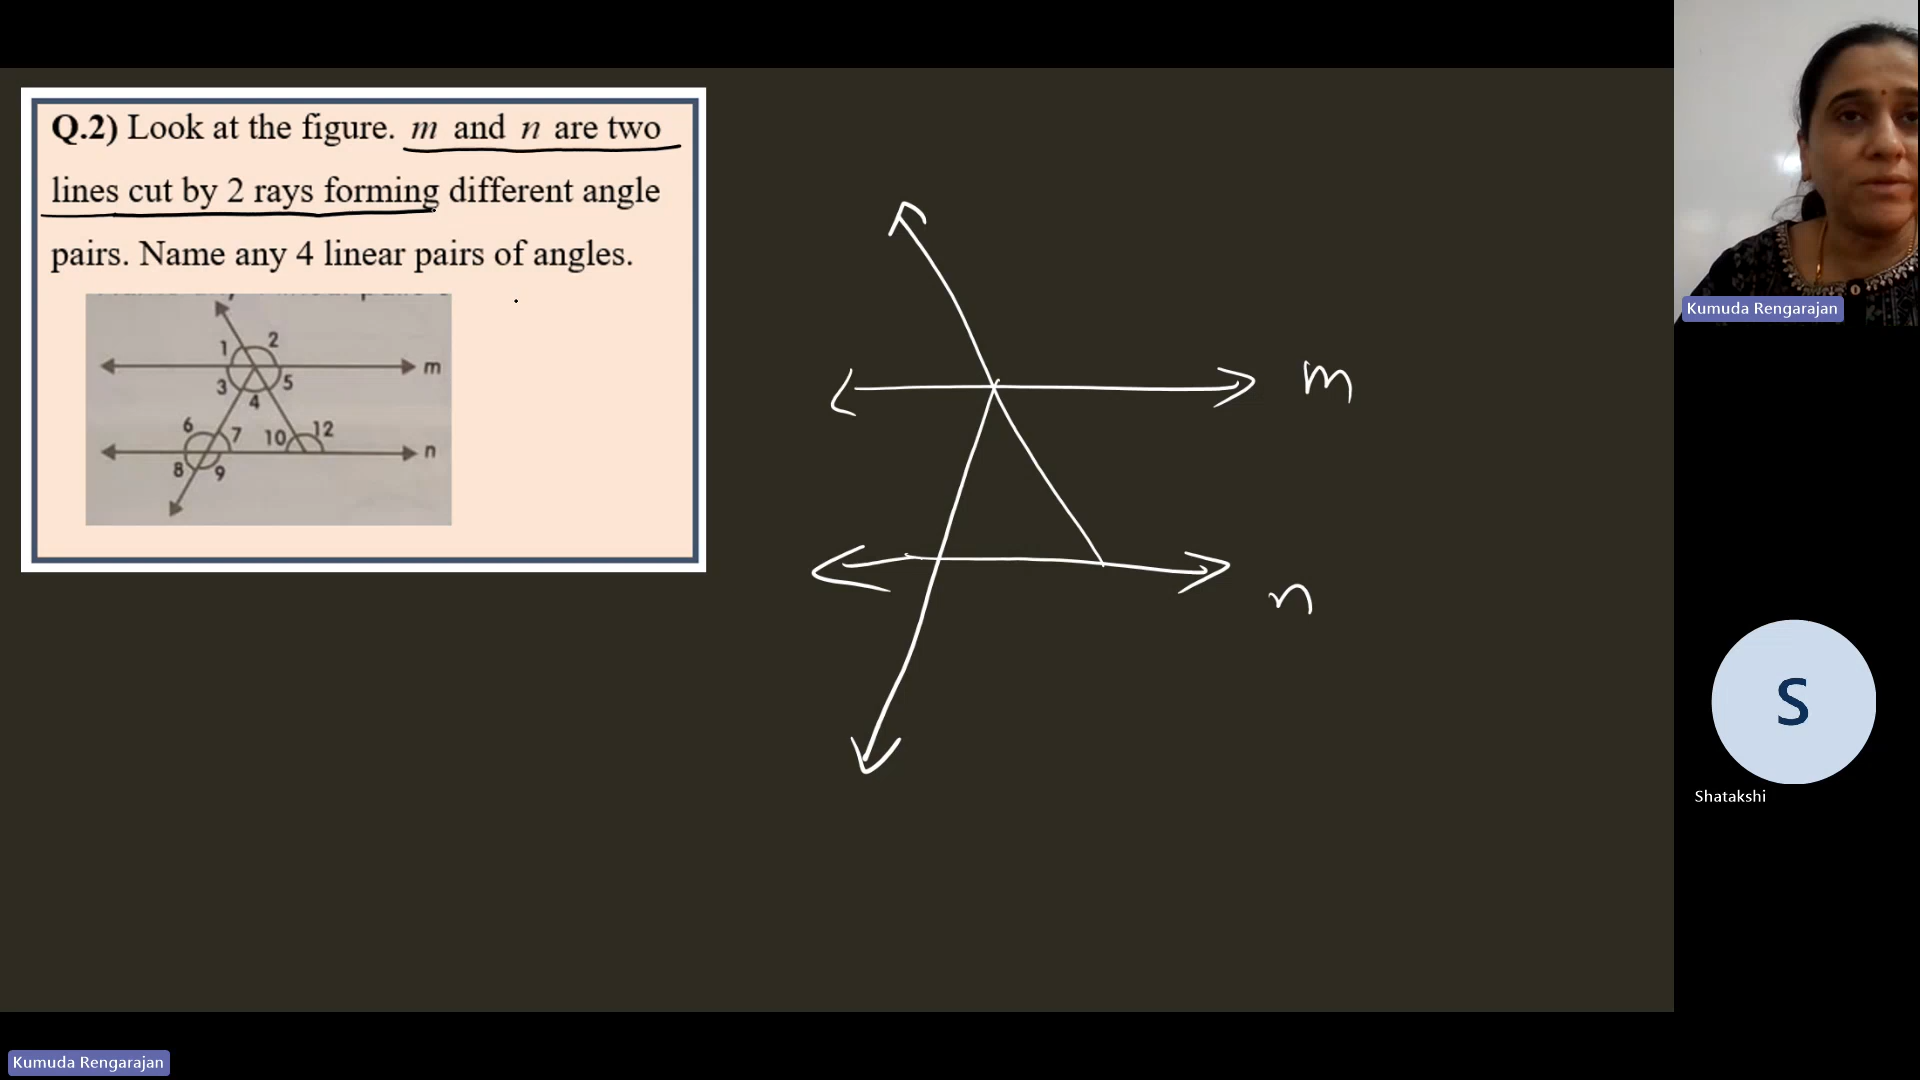 Q.2) Look at the figure. m and n are two
lines cut by 2 rays forming different angle
pairs. Name any 4 linear pairs of angles.
1 2
m
3 5
4
6 7 10 12
n
8 9
m
n
Kumuda Rengarajan
S
Shatakshi
Kumuda Rengarajan